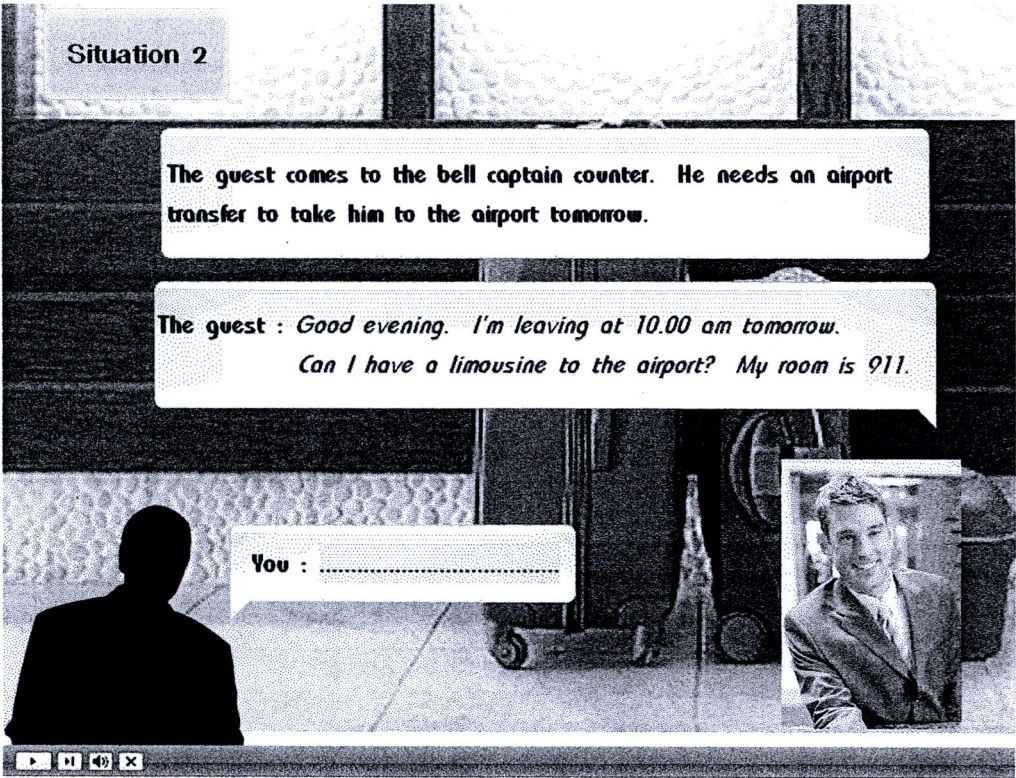 Situation 2
The guest comes to the bell captain counter. He needs an airport
transfer to take him to the airport tomorrow.
The guest : Good evening. I'm leaving at 10.00 am tomorrow.
Can I have a limousine to the airport? My room is 911.
You : ......................................